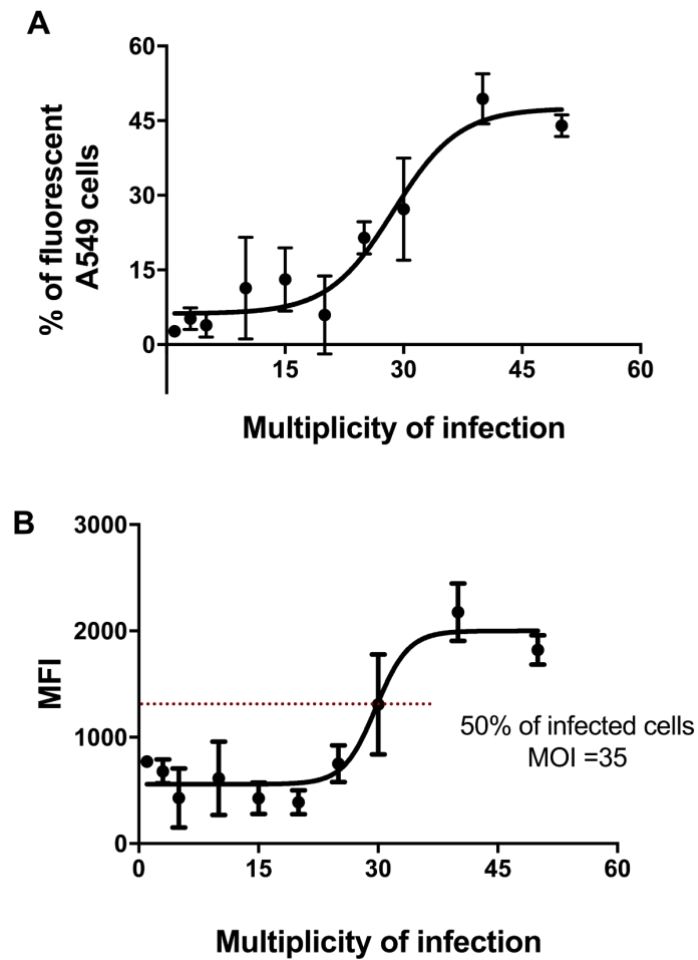 A
60
45
30
15
0
15
30
45
60
% of fluorescent
A549 cells
Multiplicity of infection
B
3000
2000
1000
0
0
15
30
45
60
MFI
50% of infected cells
MOI =35
Multiplicity of infection